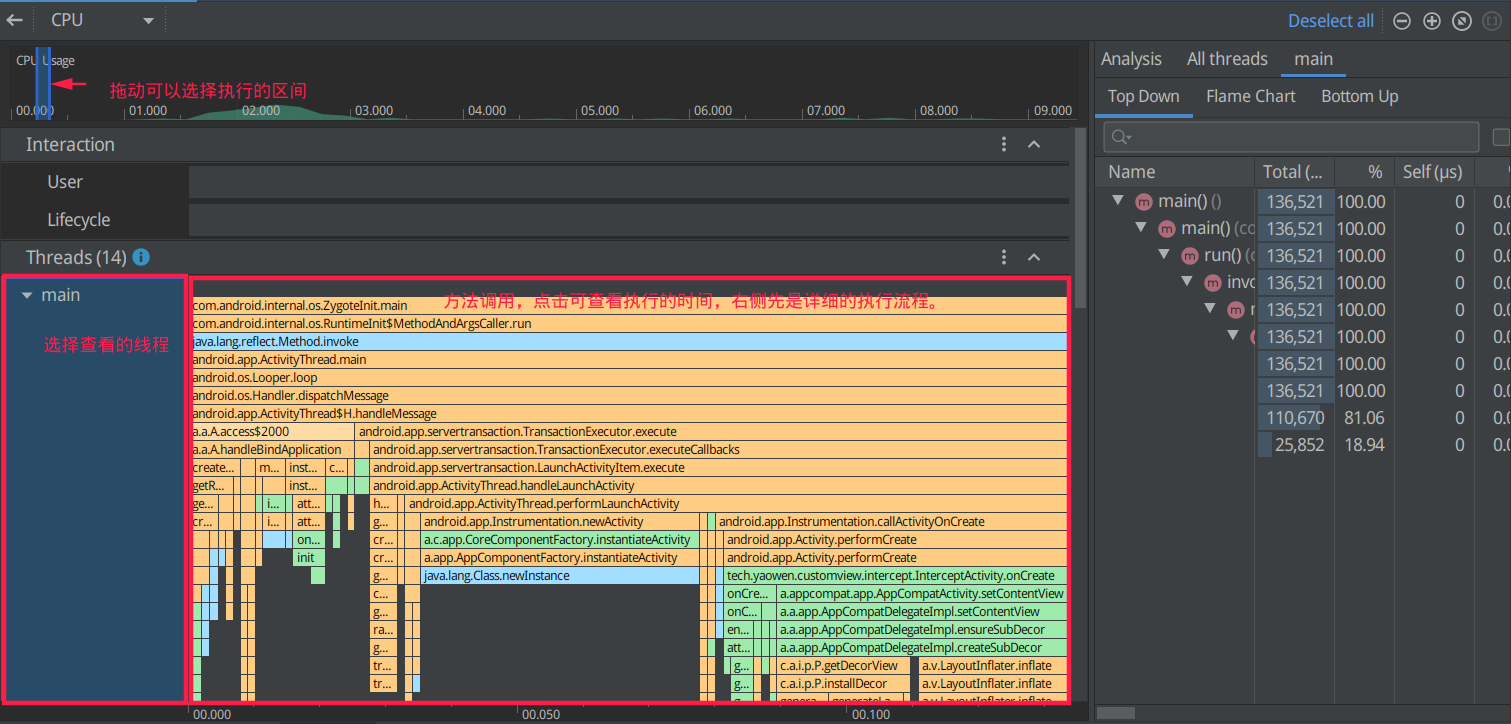 CPU
Deselect all
CPU Usage
拖动可以选择执行的区间
00.000 01.000 02.000 03.000 04.000 05.000 06.000 07.000 08.000 09.000
Interaction
User
Lifecycle
Threads (14)
main
选择查看的线程
方法调用，点击可查看执行的时间，右侧先是详细的执行流程。
com.android.internal.os.ZygoteInit.main
com.android.internal.os.RuntimeInit$MethodAndArgsCaller.run
java.lang.reflect.Method.invoke
android.app.ActivityThread.main
android.os.Looper.loop
android.os.Handler.dispatchMessage
android.app.ActivityThread$H.handleMessage
a.a.A.access$2000 android.app.servertransaction.TransactionExecutor.execute
a.a.A.handleBindApplication android.app.servertransaction.TransactionExecutor.executeCallbacks
create... m... inst... c... android.app.servertransaction.LaunchActivityItem.execute
getR... inst... android.app.ActivityThread.handleLaunchActivity
ge... i... att... h... android.app.ActivityThread.performLaunchActivity
cr... i... att... g... android.app.Instrumentation.newActivity android.app.Instrumentation.callActivityOnCreate
on... cr... a.c.app.CoreComponentFactory.instantiateActivity android.app.Activity.performCreate
init cr... a.app.AppComponentFactory.instantiateActivity android.app.Activity.performCreate
g... java.lang.Class.newInstance tech.yaowen.customview.intercept.InterceptActivity.onCreate
c... onCre... a.appcompat.app.AppCompatActivity.setContentView
g... onC... a.a.app.AppCompatDelegateImpl.setContentView
ra... en... a.a.app.AppCompatDelegateImpl.ensureSubDecor
g... att... a.a.app.AppCompatDelegateImpl.createSubDecor
tr... g... c.a.i.p.P.getDecorView a.v.LayoutInflater.inflate
tr... g... c.a.i.p.P.installDecor a.v.LayoutInflater.inflate
00.000 00.050 00.100
Analysis All threads main
Top Down Flame Chart Bottom Up
Name Total (... % Self (μs)
main() () 136,521 100.00 0 0.0
main() (co 136,521 100.00 0 0.0
run() (c 136,521 100.00 0 0.0
invo 136,521 100.00 0 0.0
136,521 100.00 0 0.0
136,521 100.00 0 0.0
136,521 100.00 0 0.0
136,521 100.00 0 0.0
110,670 81.06 0 0.0
25,852 18.94 0 0.0